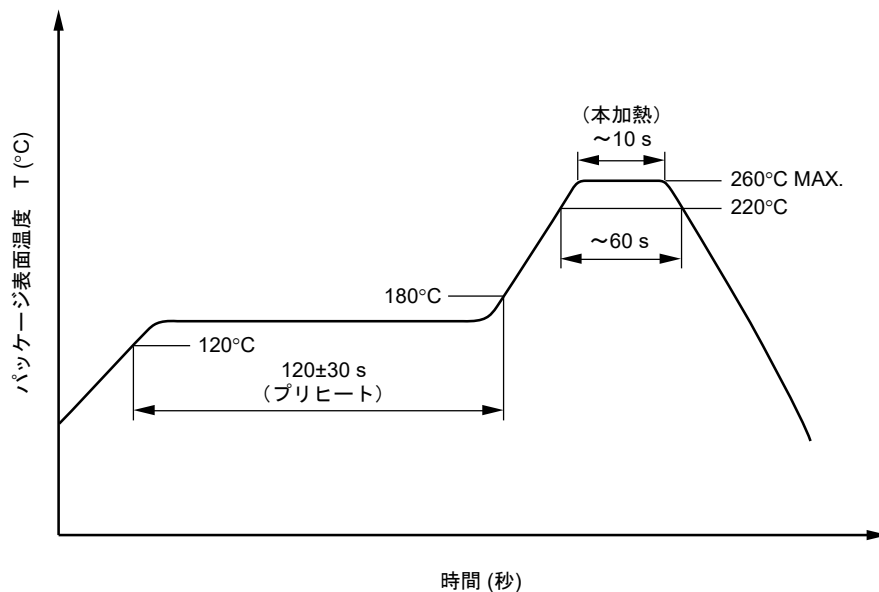 （本加熱）
～10 s
260°C MAX.
220°C
～60 s
180°C
120°C
120±30 s
（プリヒート）
パッケージ表面温度 T (°C)
時間 (秒)